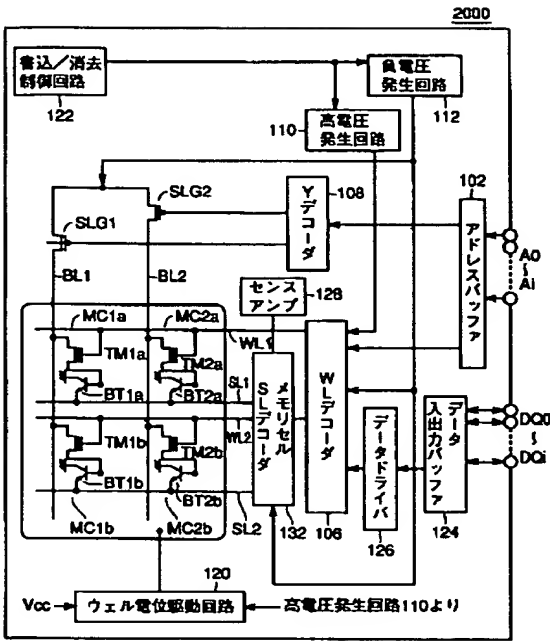 2000
書込/消去
制御回路
122
負電圧
発生回路
112
110
高電圧
発生回路
SLG2
SLG1
Yデコーダ
108
102
アドレスバッファ
A0
~
Ai
BL1
BL2
センス
アンプ
128
MC1a
MC2a
WL1
TM1a
TM2a
SL1
BT1a
BT2a
WL2
TM1b
TM2b
BT1b
BT2b
MC1b
MC2b
SL2
メモリセル
SLデコーダ
132
WLデコーダ
106
データドライバ
126
データ
入出力バッファ
124
DQ0
~
DQi
120
Vcc
ウェル電位駆動回路
高電圧発生回路110より